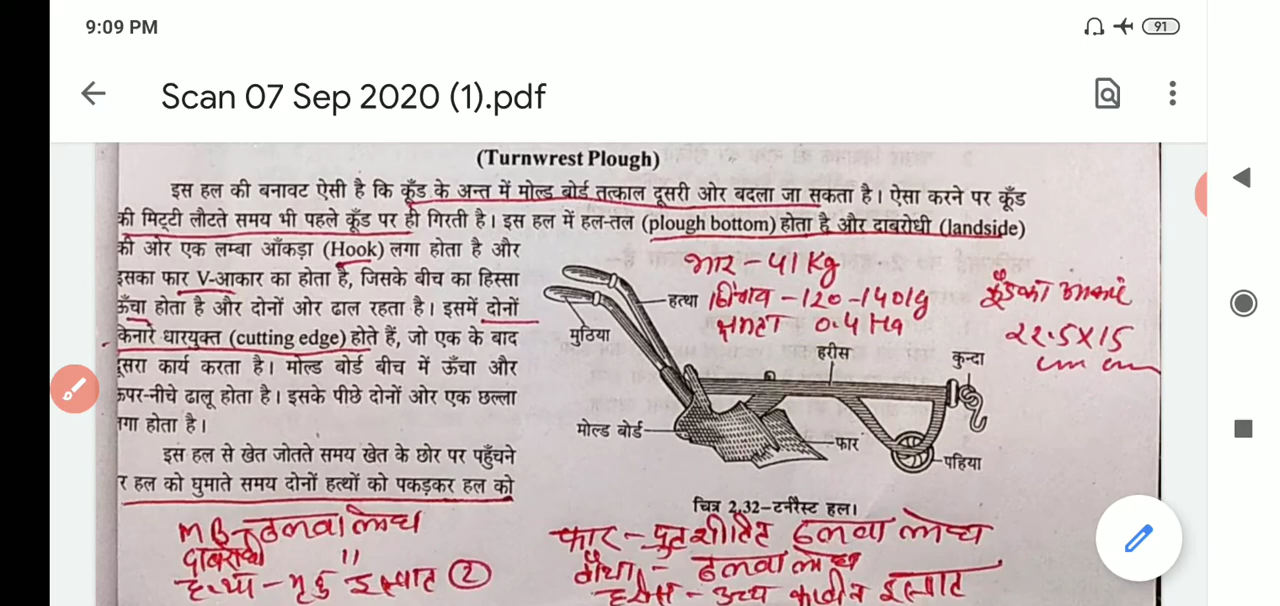 9:09 PM
91
Scan 07 Sep 2020 (1).pdf
(Turnwrest Plough)
इस हल की बनावट ऐसी है कि कूँड के अन्त में मोल्ड बोर्ड तत्काल दूसरी ओर बदला जा सकता है। ऐसा करने पर कूँड
की मिट्टी लौटते समय भी पहले कूँड पर ही गिरती है। इस हल में हल-तल (plough bottom) होता है और दाबरोधी (landside)
की ओर एक लम्बा आँकड़ा (Hook) लगा होता है और
इसका फार V-आकार का होता है, जिसके बीच का हिस्सा
ऊँचा होता है और दोनों ओर ढाल रहता है। इसमें दोनों
किनारे धारयुक्त (cutting edge) होते हैं, जो एक के बाद
दूसरा कार्य करता है। मोल्ड बोर्ड बीच में ऊँचा और
ऊपर-नीचे ढालू होता है। इसके पीछे दोनों ओर एक छल्ला
लगा होता है।
इस हल से खेत जोतते समय खेत के छोर पर पहुँचने
र हल को घुमाते समय दोनों हत्थों को पकड़कर हल को
भार - 41 Kg
खिंचाव - 120 - 140 kg
क्षमता 0.4 Ha
कूँड का आकार
22.5 X 15
cm cm
हत्था
मुठिया
हरीस
कुन्दा
मोल्ड बोर्ड
फार
पहिया
चित्र 2.32–टर्नरैस्ट हल।
MB - ढलवा लोहा
दाबरोधी "
हत्था - मृदु इस्पात 2
फार - द्रुतशीतित ढलवा लोहा
ढलवा लोहा
हरीस - उच्च कार्बन इस्पात